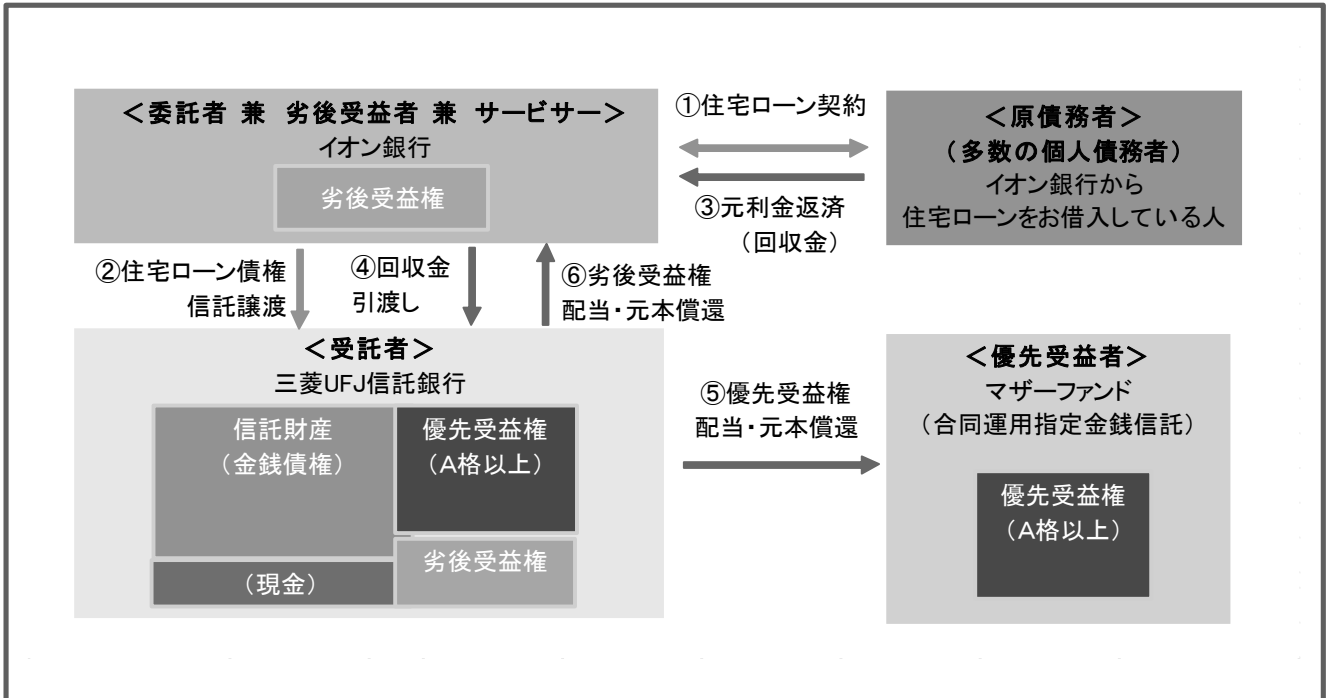 ＜委託者 兼 劣後受益者 兼 サービサー＞
イオン銀行
劣後受益権
①住宅ローン契約
③元利金返済
（回収金）
＜原債務者＞
（多数の個人債務者）
イオン銀行から
住宅ローンをお借入している人
②住宅ローン債権
信託譲渡
④回収金
引渡し
⑥劣後受益権
配当・元本償還
＜受託者＞
三菱UFJ信託銀行
信託財産
（金銭債権）
（現金）
優先受益権
（A格以上）
劣後受益権
⑤優先受益権
配当・元本償還
＜優先受益者＞
マザーファンド
（合同運用指定金銭信託）
優先受益権
（A格以上）